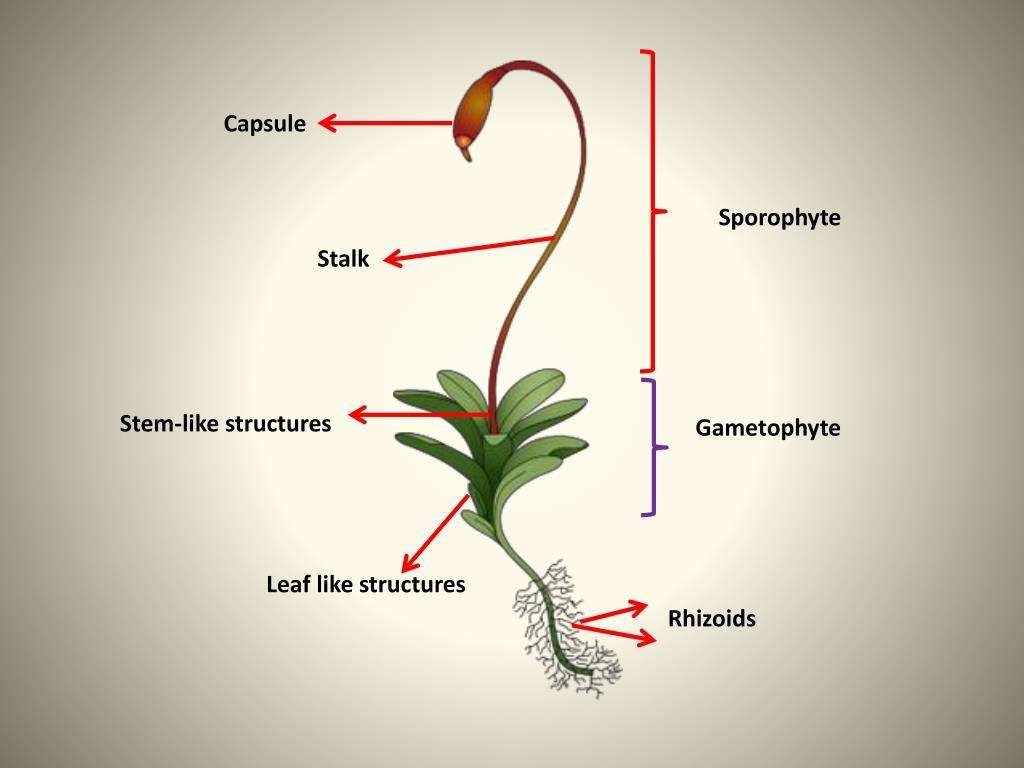 Capsule
Sporophyte
Stalk
Stem-like structures
Gametophyte
Leaf like structures
Rhizoids